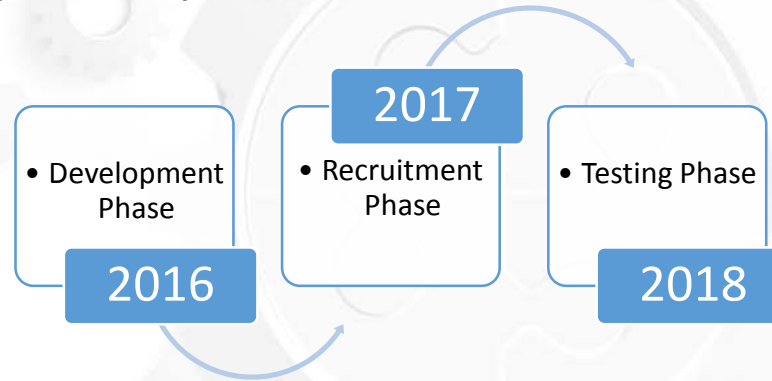 • Development
Phase
2016
2017
• Recruitment
Phase
• Testing Phase
2018